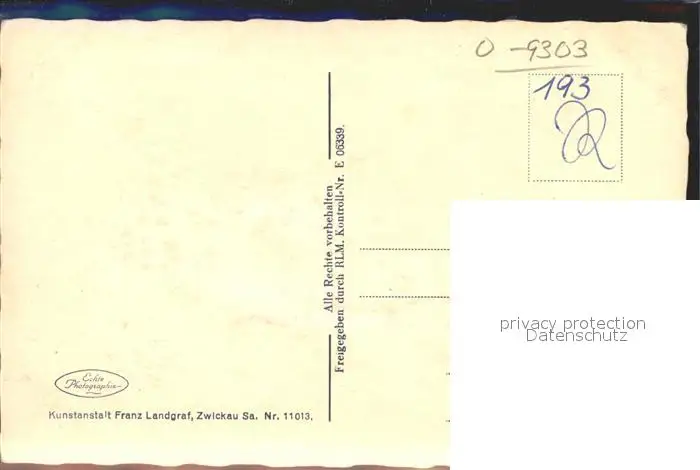 O-9303
193
Alle Rechte vorbehalten
Freigegeben durch RLM. Kontroll-Nr. E 06339.
privacy protection
Datenschutz
Echte
Photographie
Kunstanstalt Franz Landgraf, Zwickau Sa. Nr. 11013.